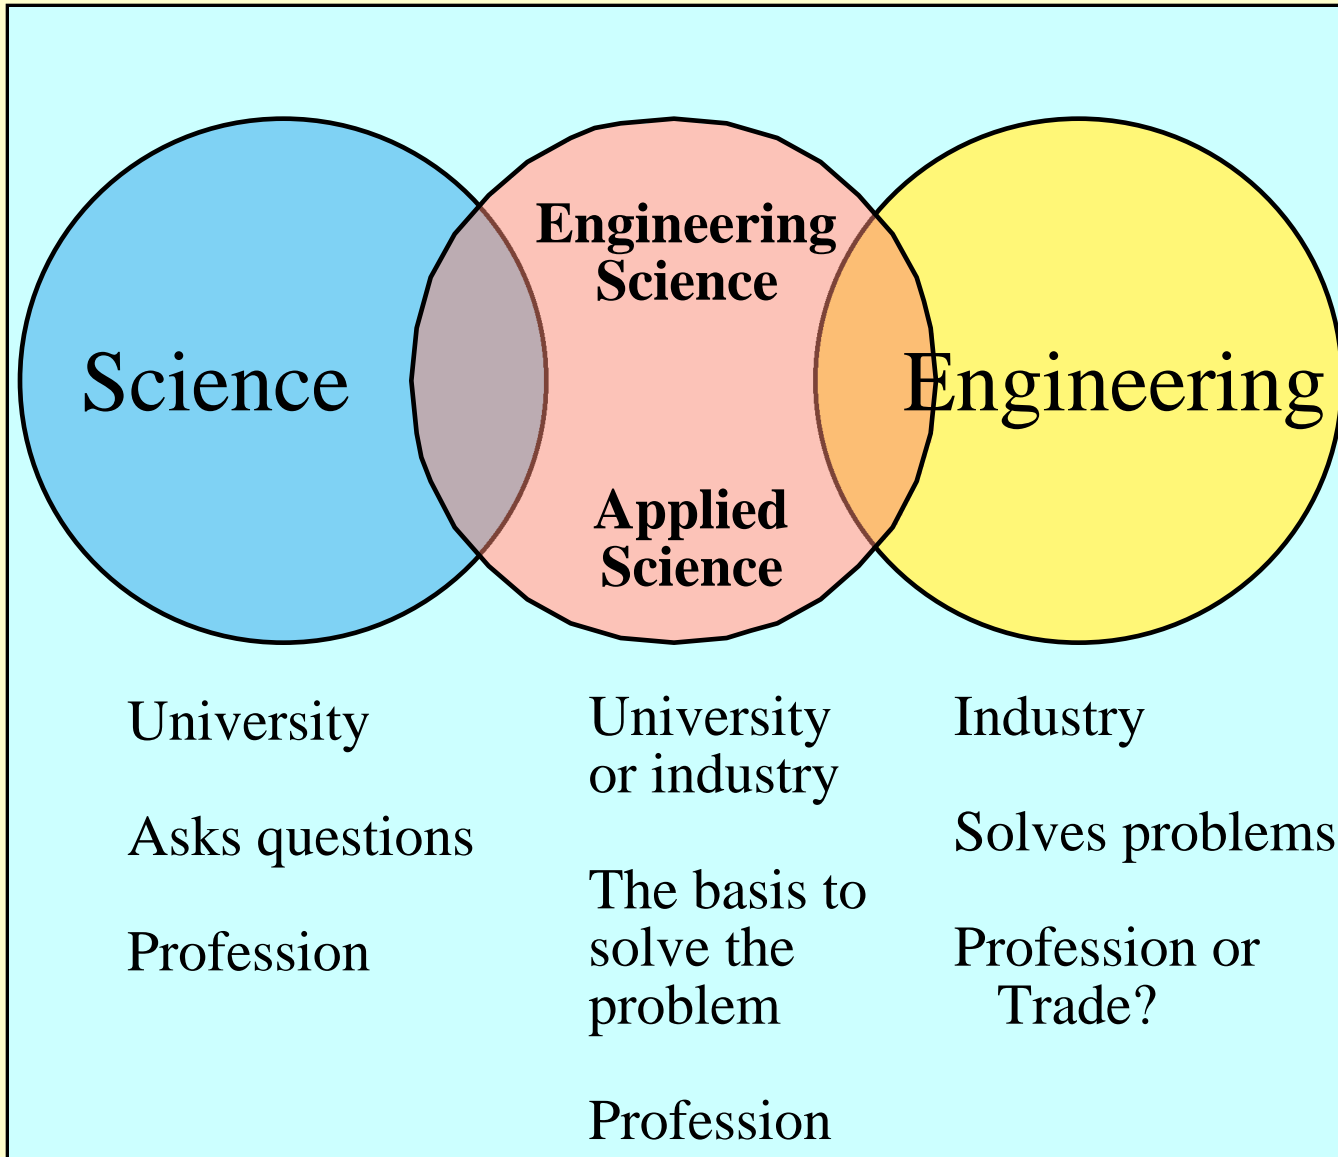 Science
Engineering
Science
Applied
Science
Engineering
University
Asks questions
Profession
University
or industry
The basis to
solve the
problem
Profession
Industry
Solves problems
Profession or
Trade?